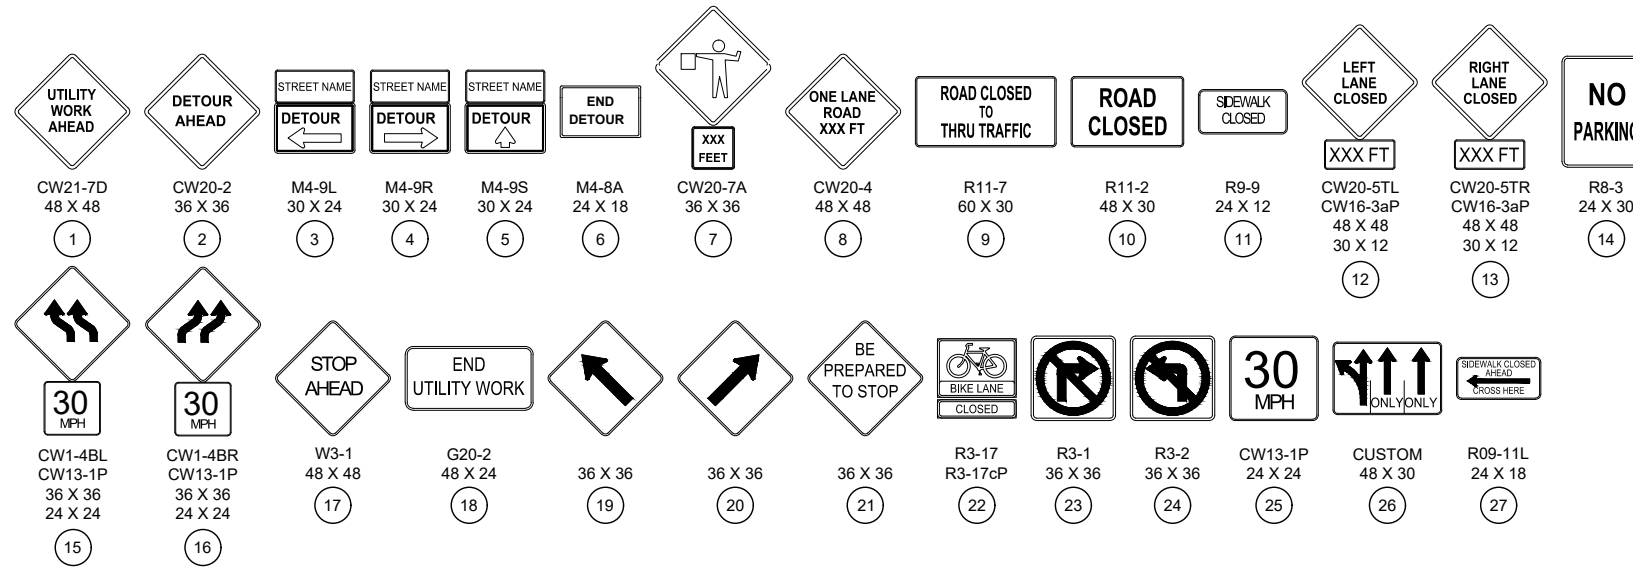 UTILITY
WORK
AHEAD
CW21-7D
48 X 48
1
DETOUR
AHEAD
CW20-2
36 X 36
2
STREET NAME
DETOUR
M4-9L
30 X 24
3
STREET NAME
DETOUR
M4-9R
30 X 24
4
STREET NAME
DETOUR
M4-9S
30 X 24
5
END
DETOUR
M4-8A
24 X 18
6
XXX
FEET
CW20-7A
36 X 36
7
ONE LANE
ROAD
XXX FT
CW20-4
48 X 48
8
ROAD CLOSED
TO
THRU TRAFFIC
R11-7
60 X 30
9
ROAD
CLOSED
R11-2
48 X 30
10
SIDEWALK
CLOSED
R9-9
24 X 12
11
LEFT
LANE
CLOSED
XXX FT
CW20-5TL
CW16-3aP
48 X 48
30 X 12
12
RIGHT
LANE
CLOSED
XXX FT
CW20-5TR
CW16-3aP
48 X 48
30 X 12
13
NO
PARKING
R8-3
24 X 30
14
30
MPH
CW1-4BL
CW13-1P
36 X 36
24 X 24
15
30
MPH
CW1-4BR
CW13-1P
36 X 36
24 X 24
16
STOP
AHEAD
W3-1
48 X 48
17
END
UTILITY WORK
G20-2
48 X 24
18
36 X 36
19
36 X 36
20
BE
PREPARED
TO STOP
36 X 36
21
BIKE LANE
CLOSED
R3-17
R3-17cP
22
R3-1
36 X 36
23
R3-2
36 X 36
24
30
MPH
CW13-1P
24 X 24
25
ONLY ONLY
CUSTOM
48 X 30
26
SIDEWALK CLOSED
AHEAD
CROSS HERE
R09-11L
24 X 18
27